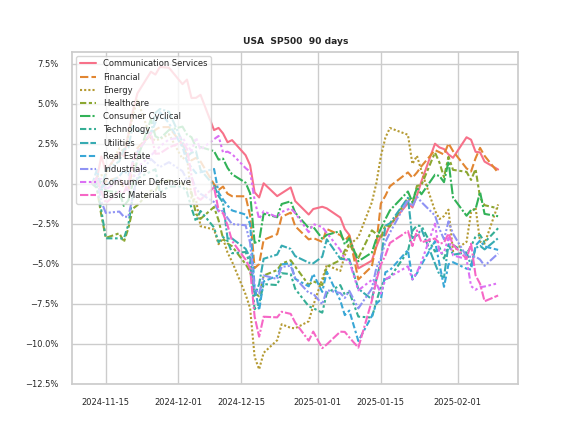 USA SP500 90 days
7.5%
5.0%
2.5%
0.0%
−2.5%
−5.0%
−7.5%
−10.0%
−12.5%
Communication Services
Financial
Energy
Healthcare
Consumer Cyclical
Technology
Utilities
Real Estate
Industrials
Consumer Defensive
Basic Materials
2024-11-15 2024-12-01 2024-12-15 2025-01-01 2025-01-15 2025-02-01